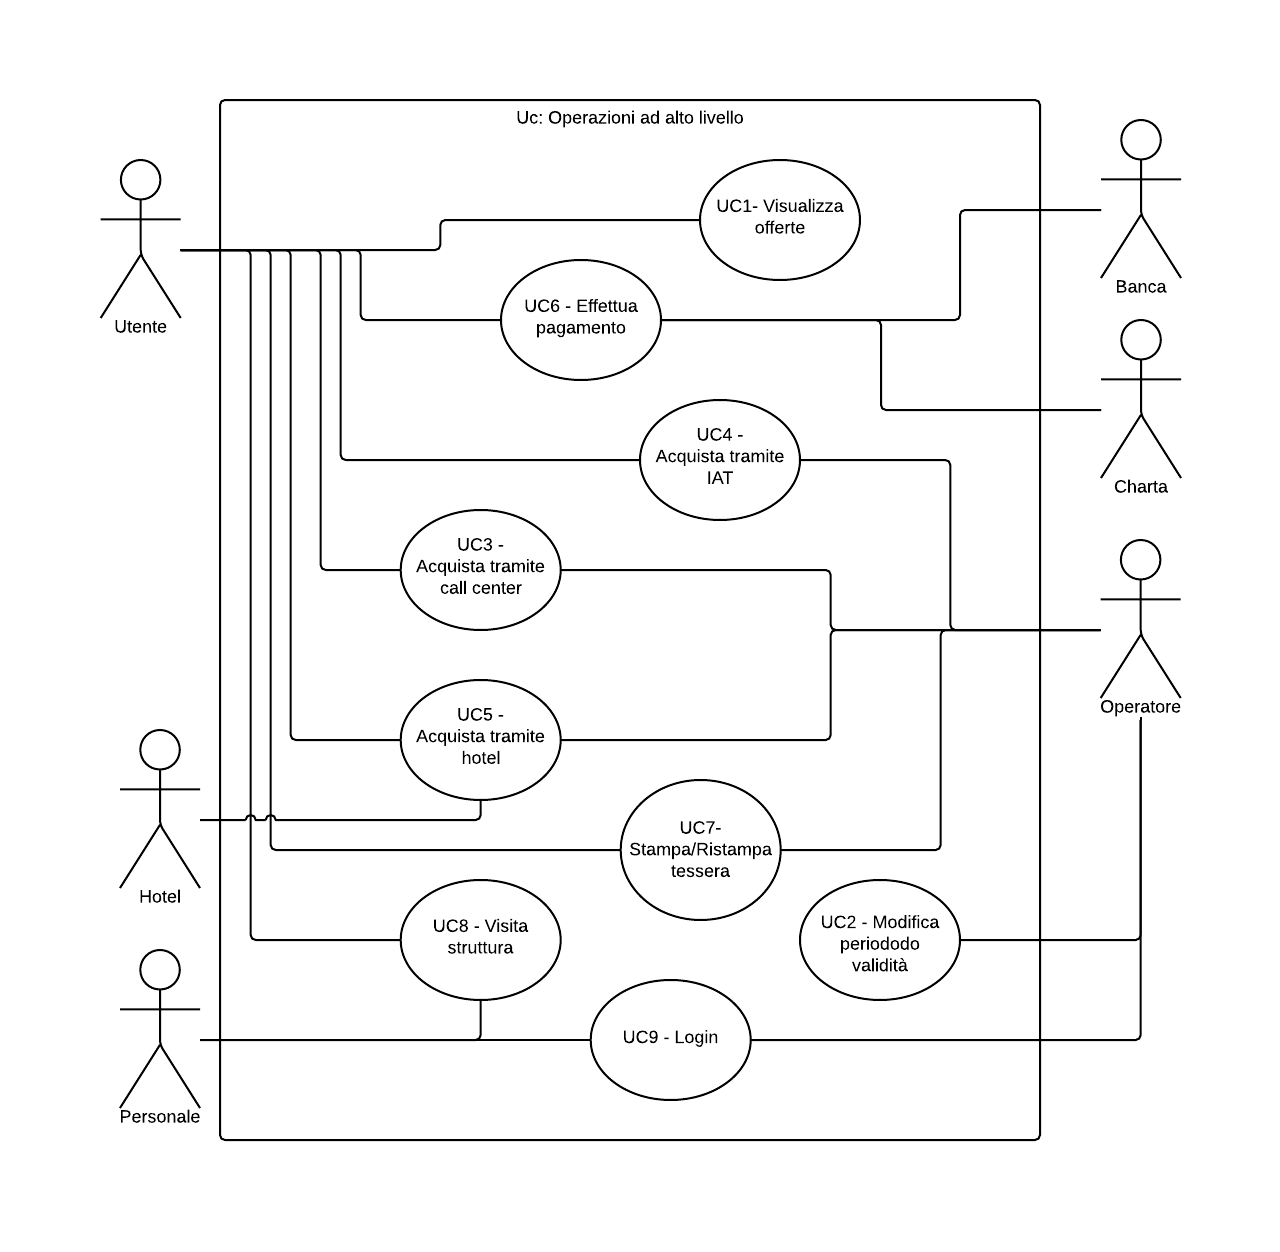 Uc: Operazioni ad alto livello
UC1- Visualizza
offerte
Banca
UC6 - Effettua
pagamento
Utente
UC4 -
Acquista tramite
IAT
Charta
UC3 -
Acquista tramite
call center
Operatore
UC5 -
Acquista tramite
hotel
UC7-
Stampa/Ristampa
tessera
Hotel
UC8 - Visita
struttura
UC2 - Modifica
periododo
validità
UC9 - Login
Personale